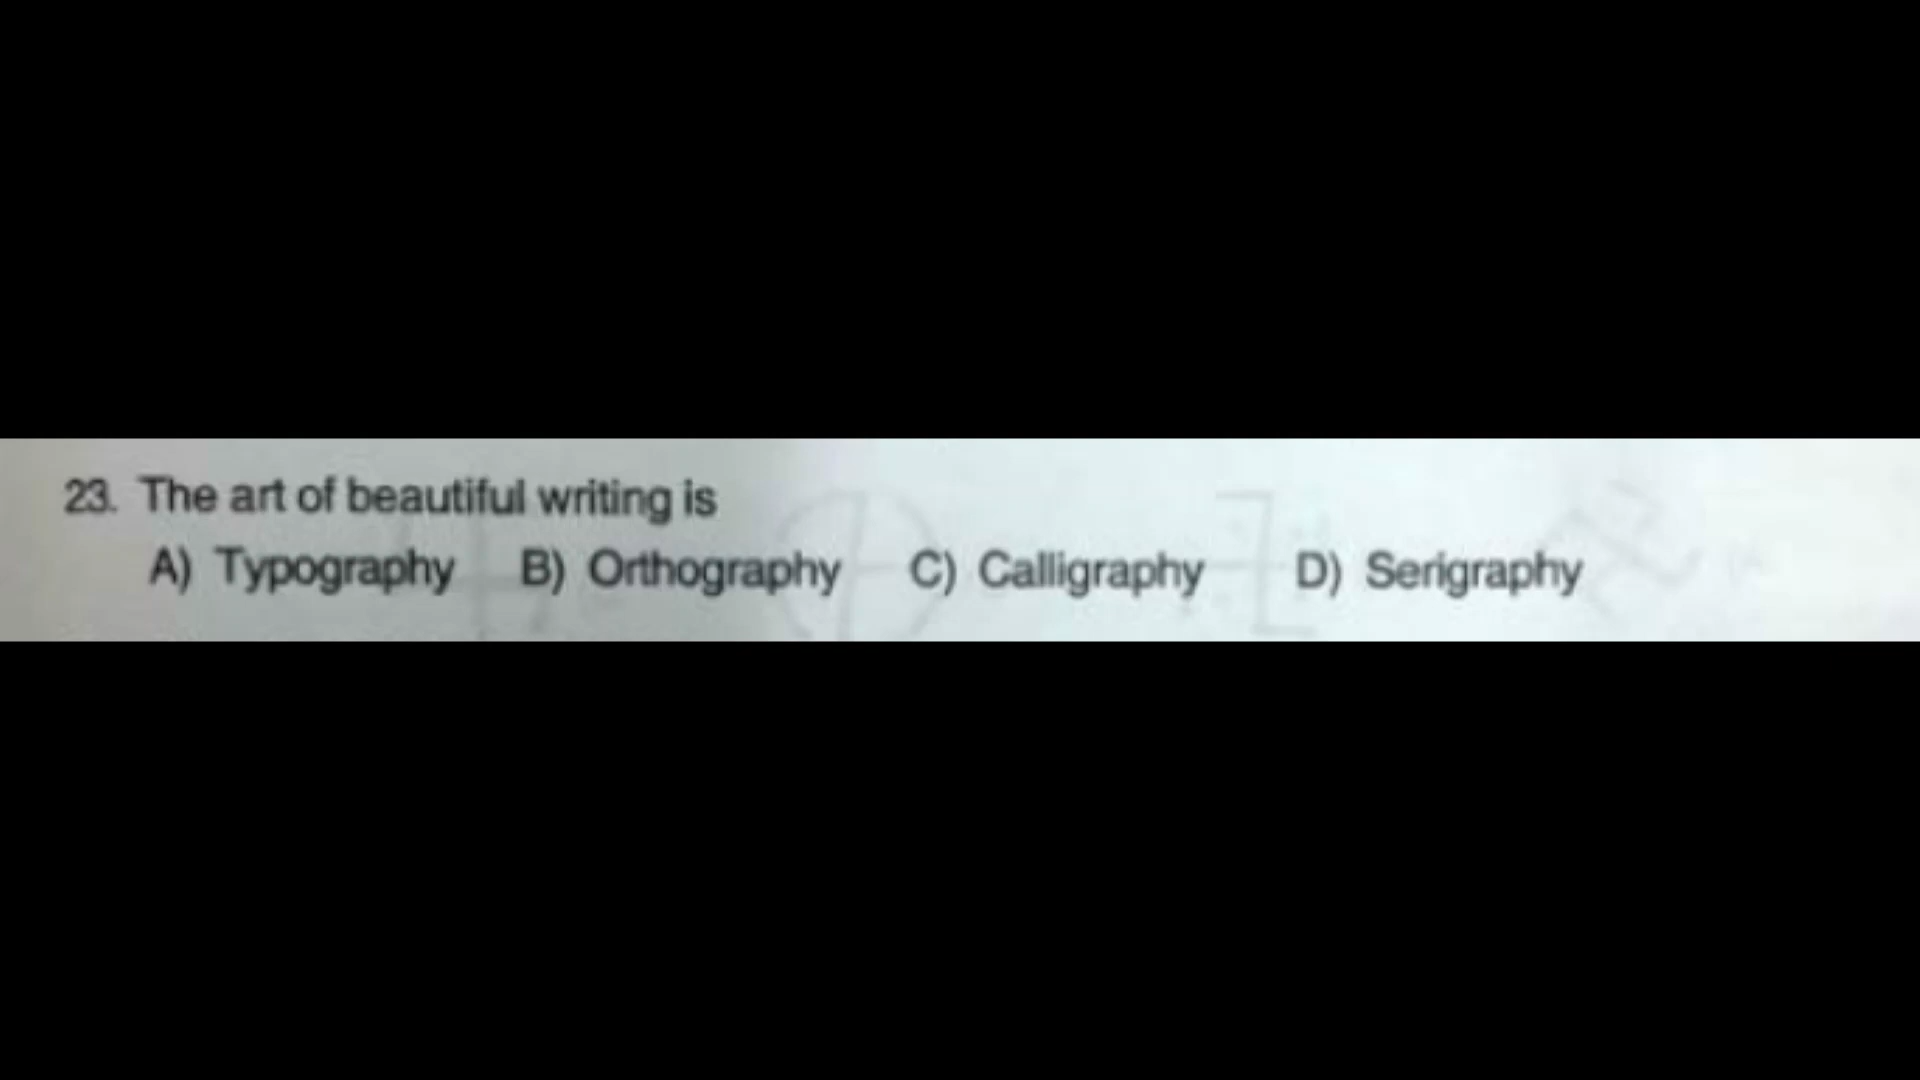 23. The art of beautiful writing is
A) Typography B) Orthography C) Calligraphy D) Serigraphy